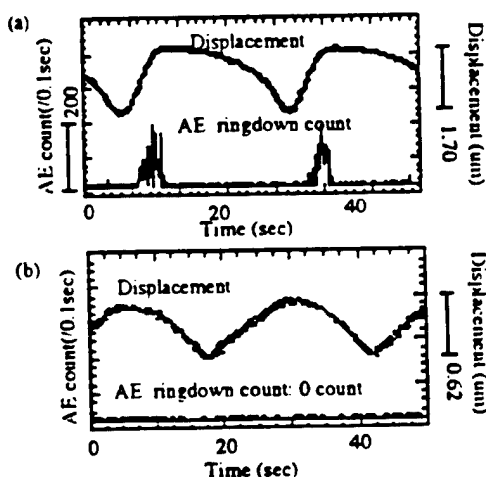 (a)
Displacement
AE ringdown count
AE count(/0.1sec)
200
Displacement (um)
1.70
0 20 40
Time (sec)
(b)
Displacement
AE ringdown count: 0 count
AE count(/0.1sec)
Displacement (um)
0.62
0 20 40
Time (sec)